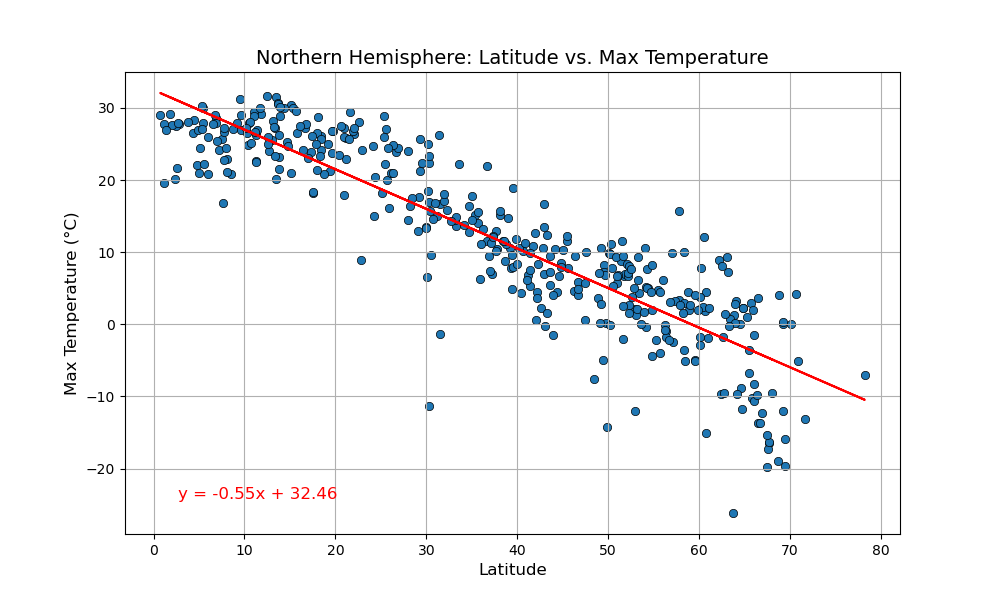 Northern Hemisphere: Latitude vs. Max Temperature
Max Temperature (°C)
30
20
10
0
−10
−20
y = -0.55x + 32.46
0 10 20 30 40 50 60 70 80
Latitude